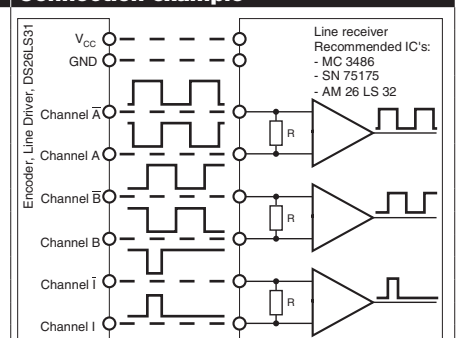 Connection example
Encoder, Line Driver, DS26LS31
VCC
GND
Channel A̅
Channel A
Channel B̅
Channel B
Channel I̅
Channel I
Line receiver
Recommended IC's:
- MC 3486
- SN 75175
- AM 26 LS 32
R
R
R